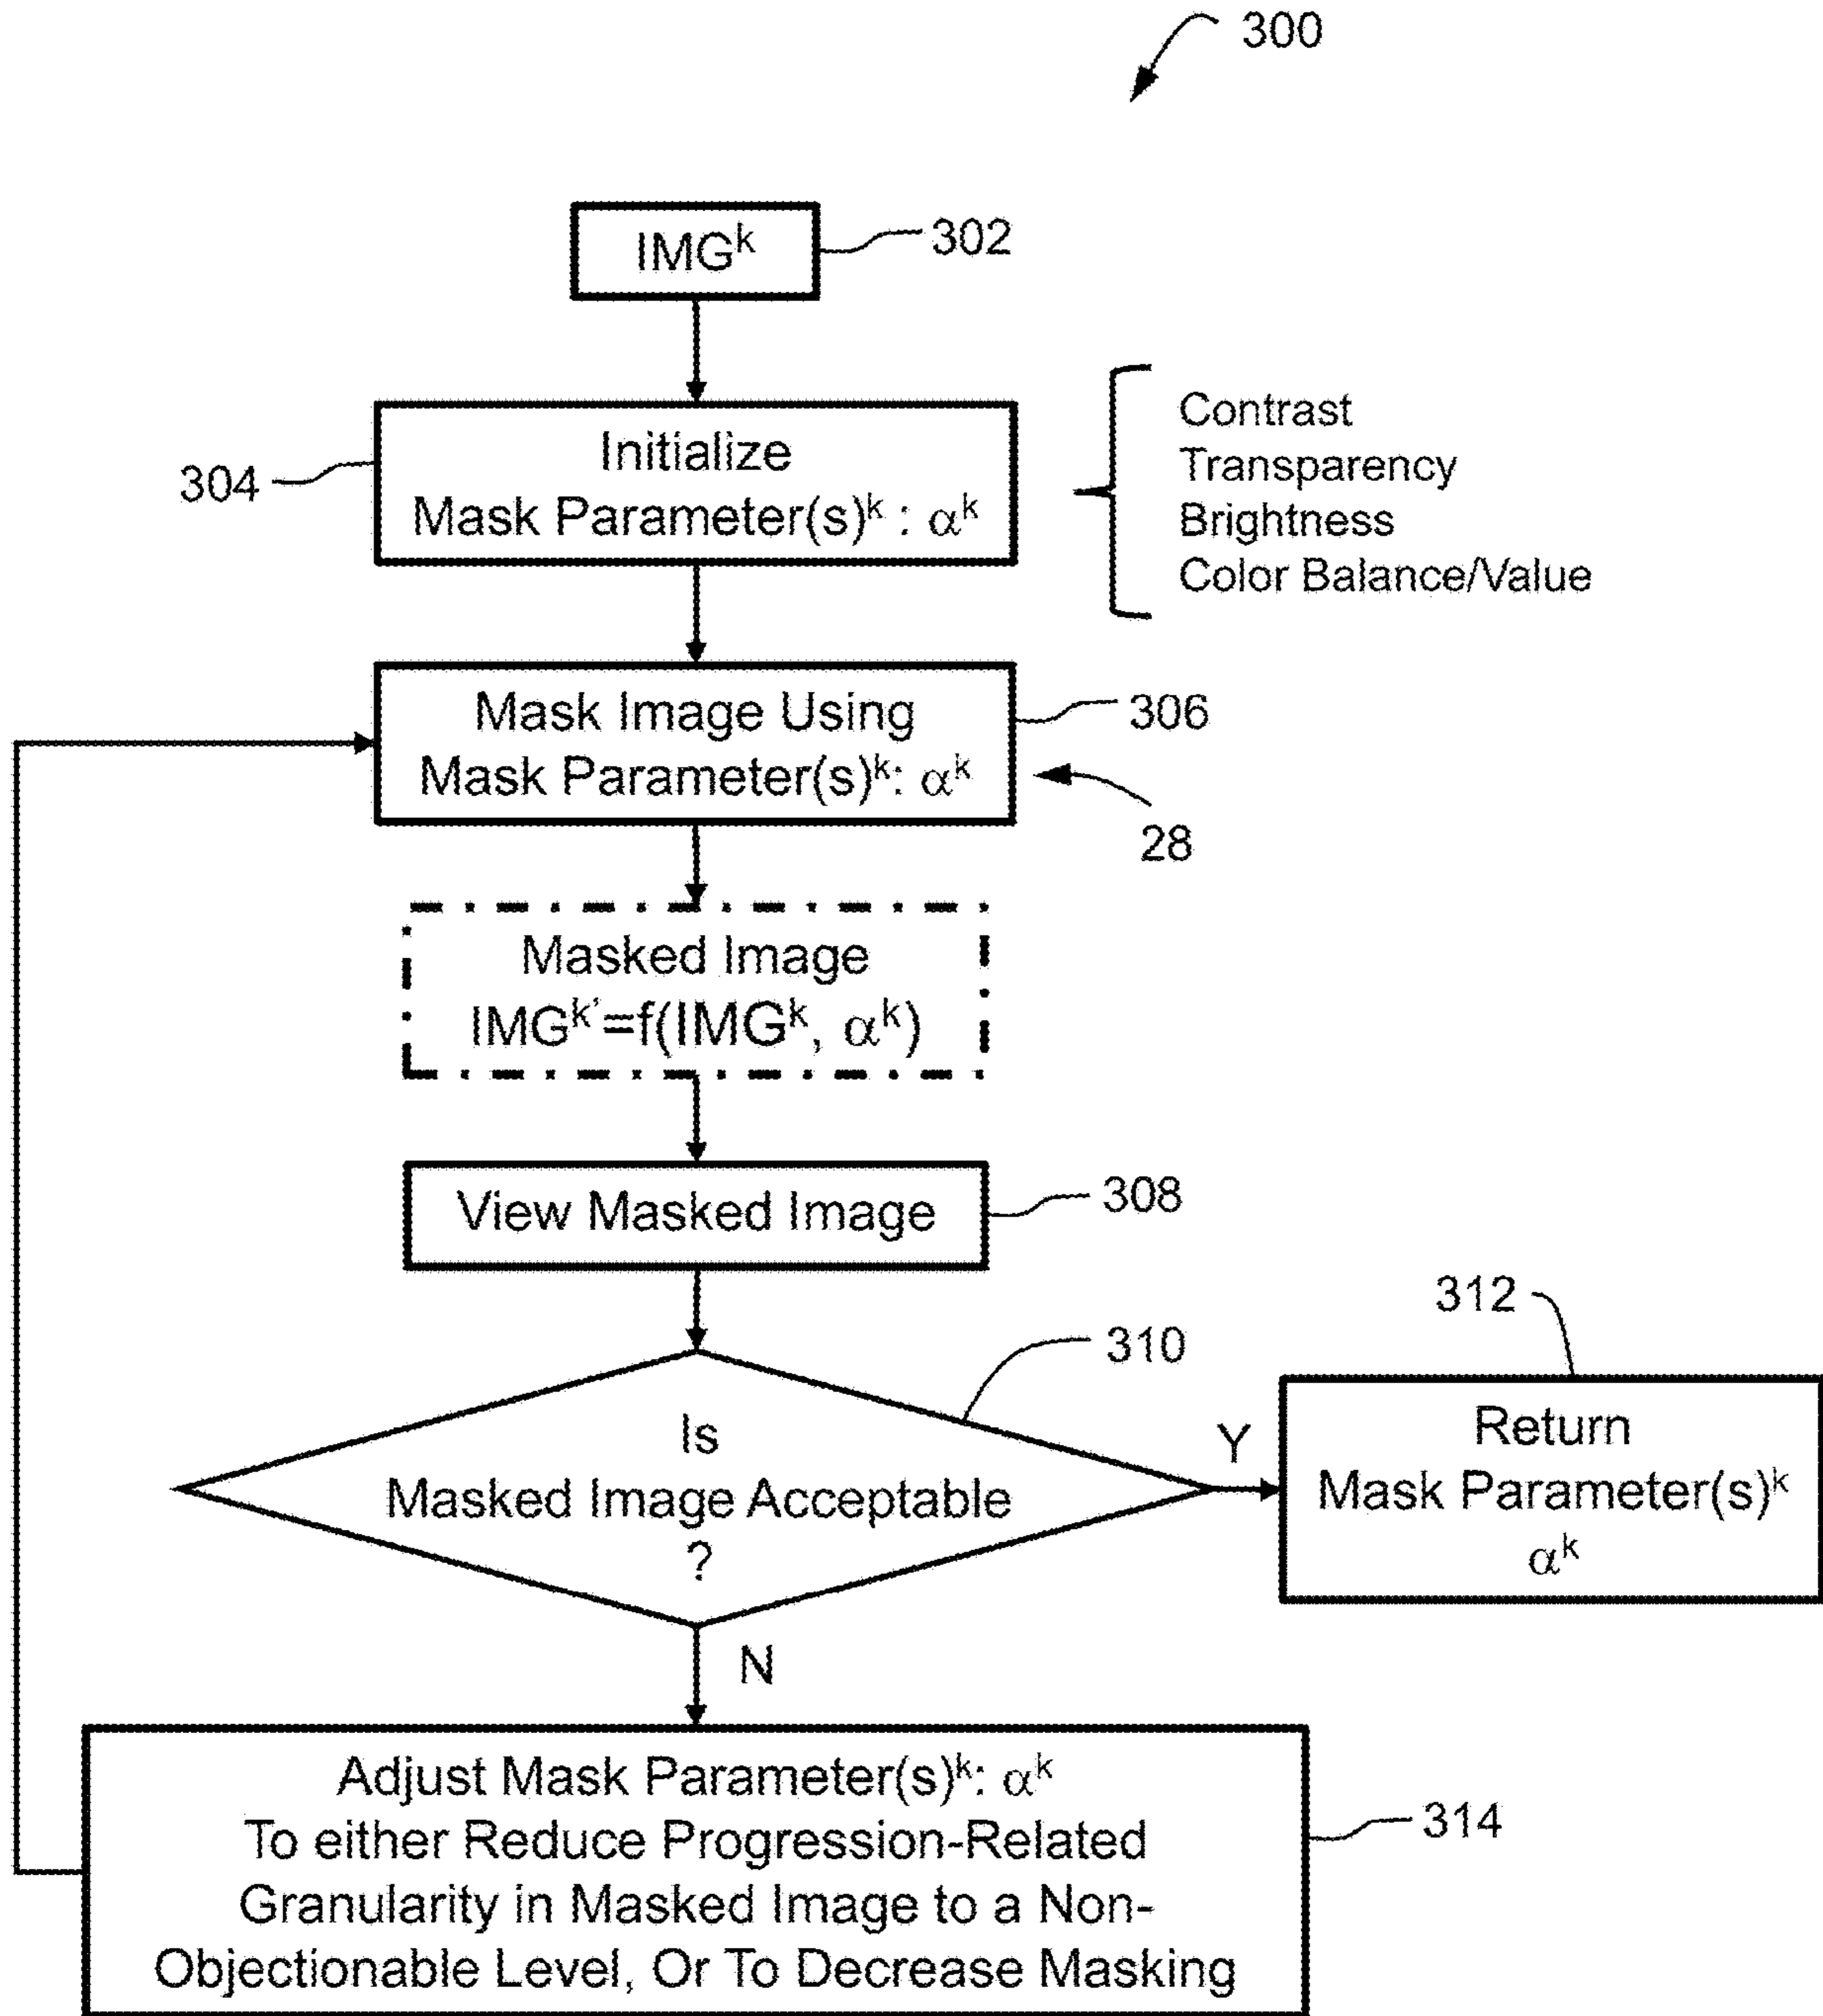 300
IMGᵏ
302
Initialize
Mask Parameter(s)ᵏ : αᵏ
304
Contrast
Transparency
Brightness
Color Balance/Value
Mask Image Using
Mask Parameter(s)ᵏ: αᵏ
306
28
Masked Image
IMGᵏ'=f(IMGᵏ, αᵏ)
View Masked Image
308
Is
Masked Image Acceptable
?
310
Y
312
Return
Mask Parameter(s)ᵏ
αᵏ
N
Adjust Mask Parameter(s)ᵏ: αᵏ
To either Reduce Progression-Related
Granularity in Masked Image to a Non-
Objectionable Level, Or To Decrease Masking
314